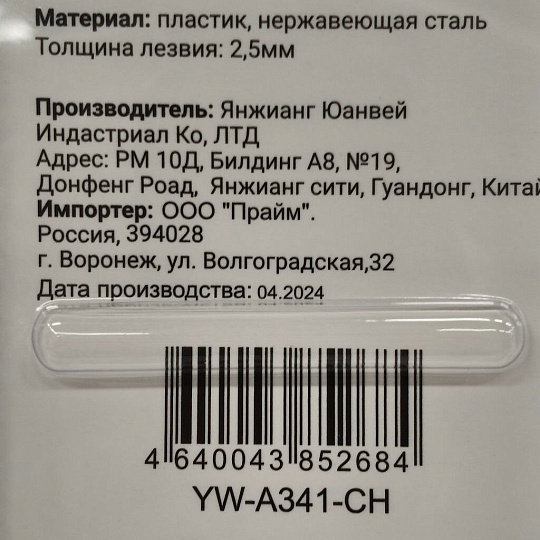 Материал: пластик, нержавеющая сталь
Толщина лезвия: 2,5мм
Производитель: Янжианг Юанвей
Индастриал Ко, ЛТД
Адрес: РМ 10Д, Билдинг А8, №19,
Донфенг Роад, Янжианг сити, Гуандонг, Китай
Импортер: ООО "Прайм".
Россия, 394028
г. Воронеж, ул. Волгоградская,32
Дата производства: 04.2024
4 640043 852684
YW-A341-CH